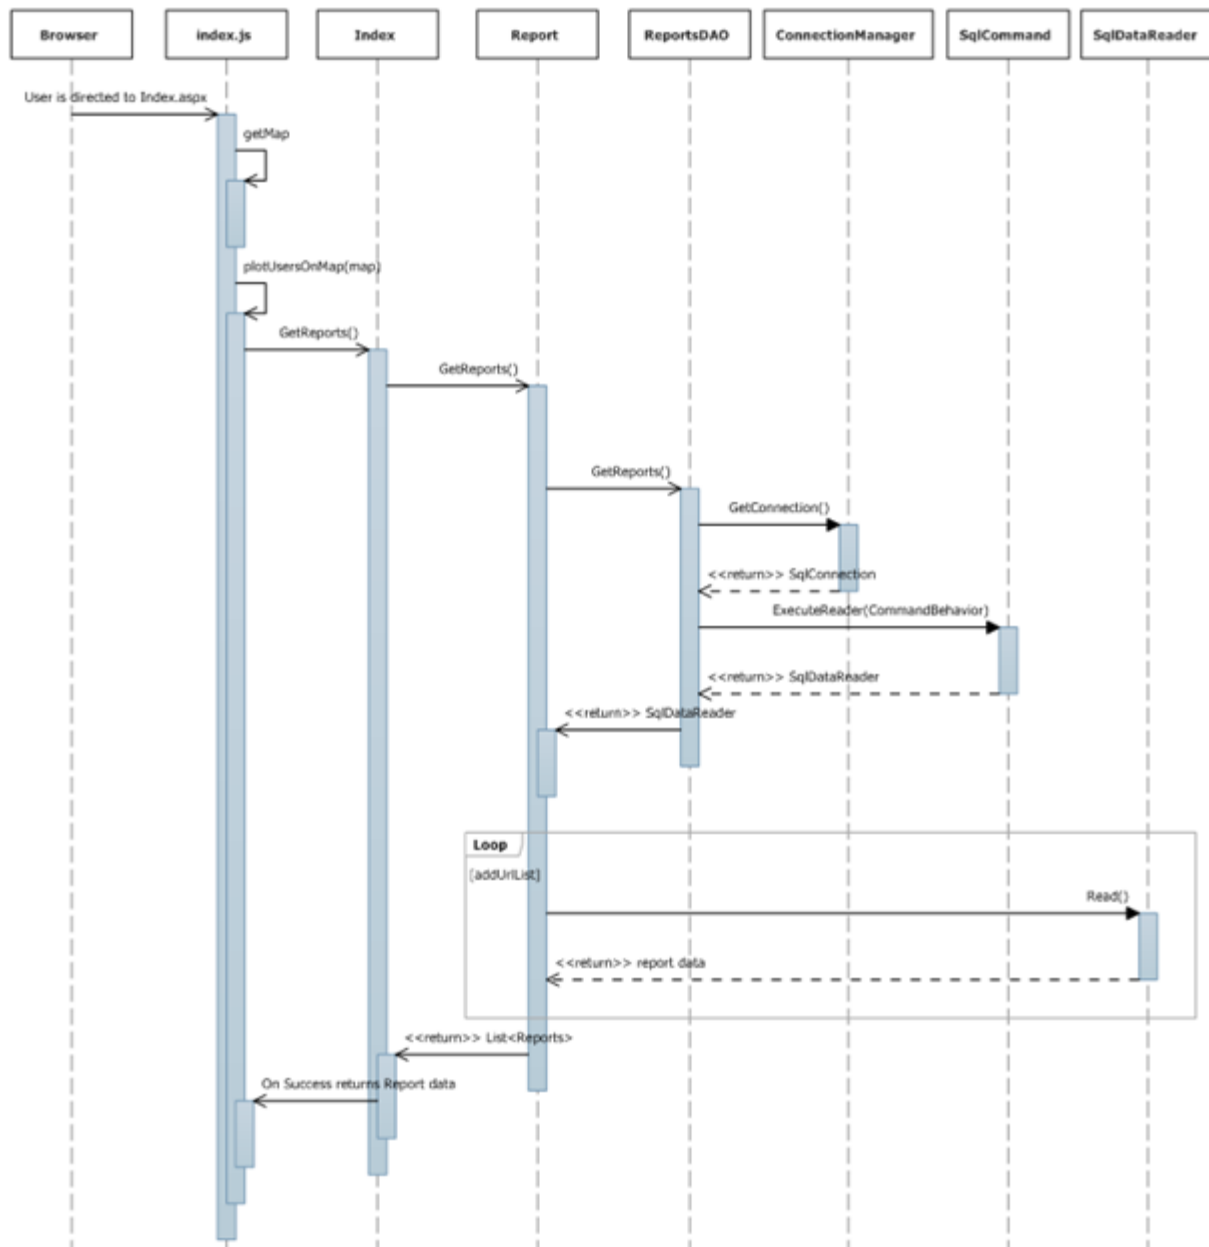 Browser
index.js
Index
Report
ReportsDAO
ConnectionManager
SqlCommand
SqlDataReader
User is directed to Index.aspx
getMap
plotUsersOnMap(map)
GetReports()
GetReports()
GetReports()
GetConnection()
<<return>> SqlConnection
ExecuteReader(CommandBehavior)
<<return>> SqlDataReader
<<return>> SqlDataReader
Loop
[addUrlList]
Read()
<<return>> report data
<<return>> List<Reports>
On Success returns Report data